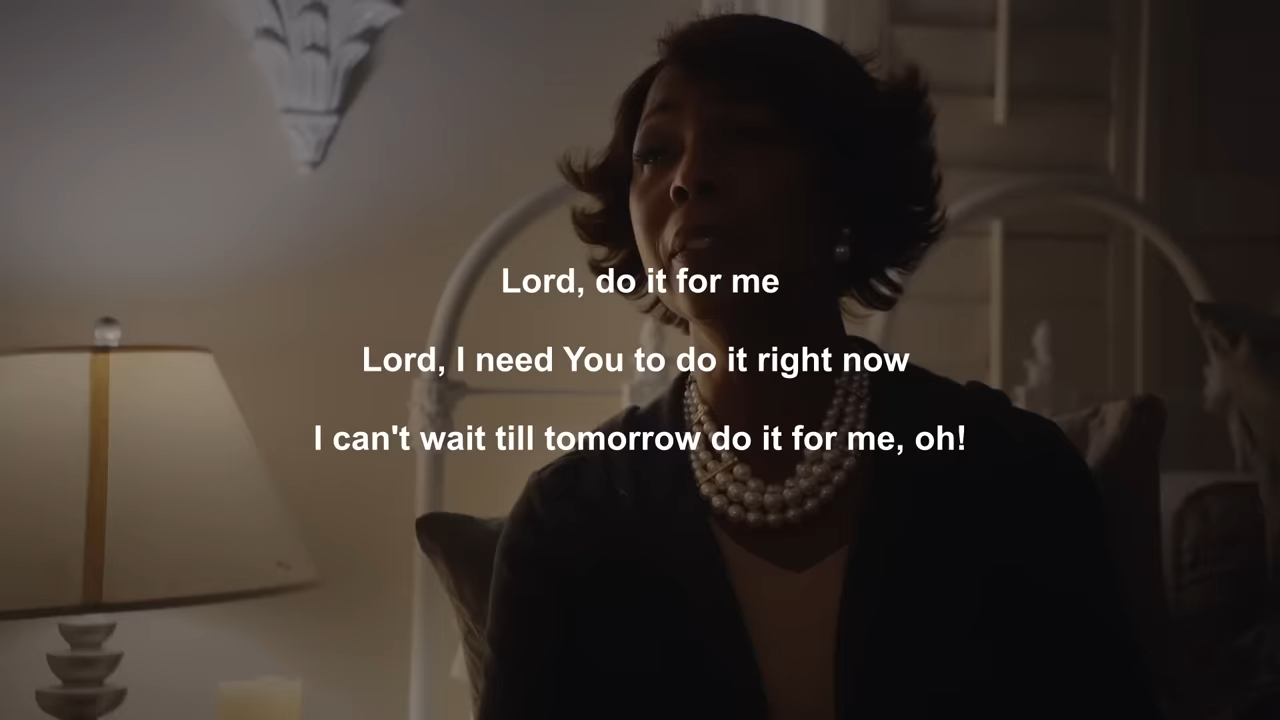 Lord, do it for me
Lord, I need You to do it right now
I can't wait till tomorrow do it for me, oh!